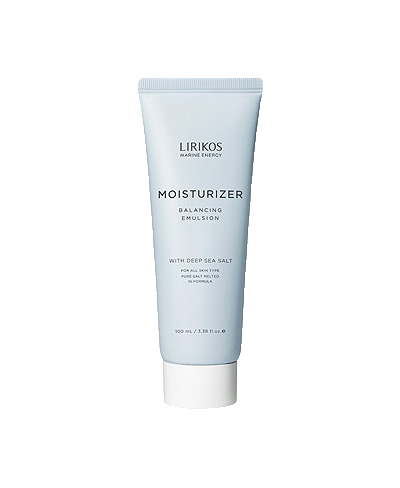 LIRIKOS
MARINE ENERGY
MOISTURIZER
BALANCING
EMULSION
WITH DEEP SEA SALT
FOR ALL SKIN TYPE
PURE SALT MELTED
IN FORMULA
100 mL / 3.38 fl.oz ℮